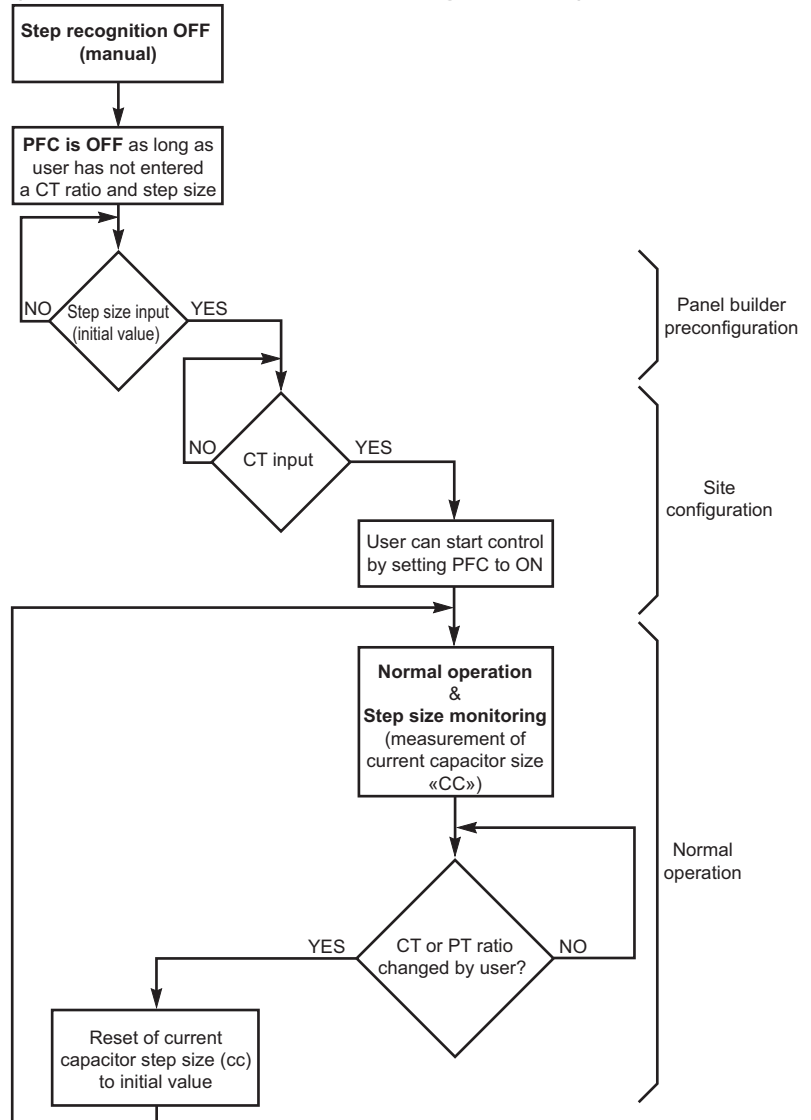 Step recognition OFF
(manual)
PFC is OFF as long as
user has not entered
a CT ratio and step size
NO
Step size input
(initial value)
YES
Panel builder
preconfiguration
NO
CT input
YES
Site
configuration
User can start control
by setting PFC to ON
Normal operation
&
Step size monitoring
(measurement of
current capacitor size
«CC»)
Normal
operation
YES
CT or PT ratio
changed by user?
NO
Reset of current
capacitor step size (cc)
to initial value